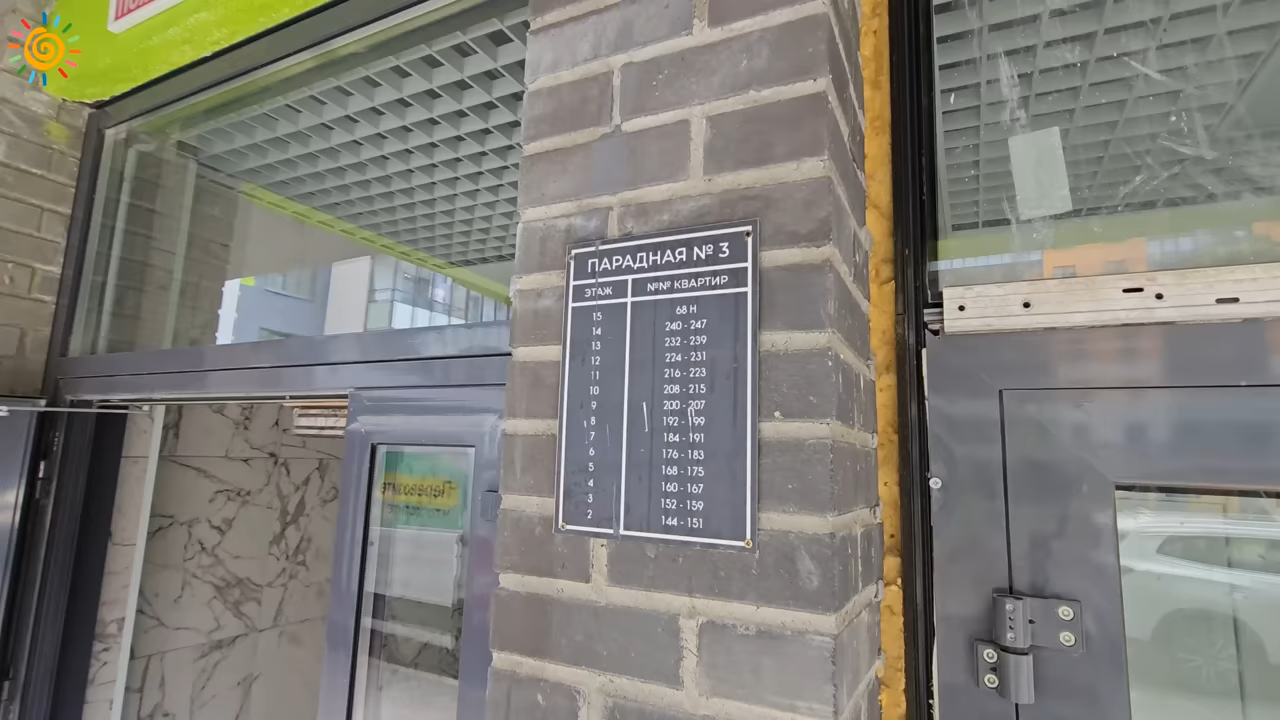 ПАРАДНАЯ № 3
ЭТАЖ №№ КВАРТИР
15 68 Н
14 240 - 247
13 232 - 239
12 224 - 231
11 216 - 223
10 208 - 215
9 200 - 207
8 192 - 199
7 184 - 191
6 176 - 183
5 168 - 175
4 160 - 167
3 152 - 159
2 144 - 151